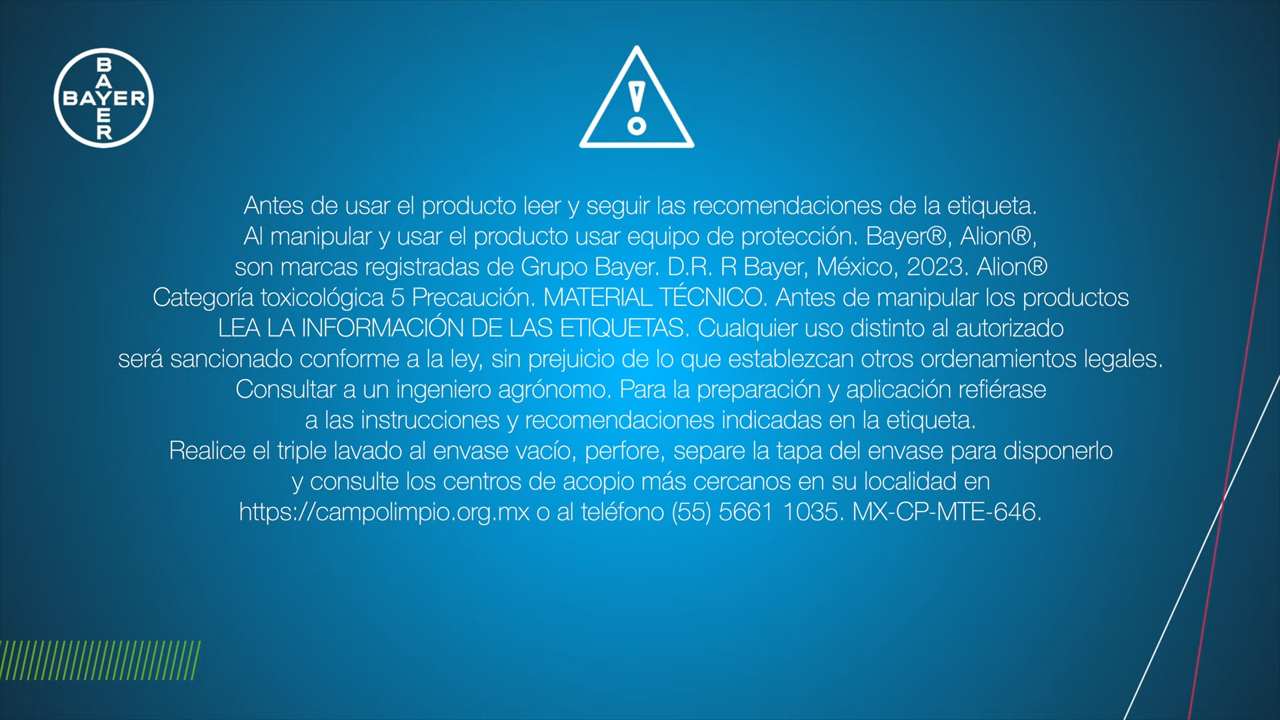 BAYER
BAYER
Antes de usar el producto leer y seguir las recomendaciones de la etiqueta.
Al manipular y usar el producto usar equipo de protección. Bayer®, Alion®,
son marcas registradas de Grupo Bayer. D.R. R Bayer, México, 2023. Alion®
Categoría toxicológica 5 Precaución. MATERIAL TÉCNICO. Antes de manipular los productos
LEA LA INFORMACIÓN DE LAS ETIQUETAS. Cualquier uso distinto al autorizado
será sancionado conforme a la ley, sin prejuicio de lo que establezcan otros ordenamientos legales.
Consultar a un ingeniero agrónomo. Para la preparación y aplicación refiérase
a las instrucciones y recomendaciones indicadas en la etiqueta.
Realice el triple lavado al envase vacío, perfore, separe la tapa del envase para disponerlo
y consulte los centros de acopio más cercanos en su localidad en
https://campolimpio.org.mx o al teléfono (55) 5661 1035. MX-CP-MTE-646.